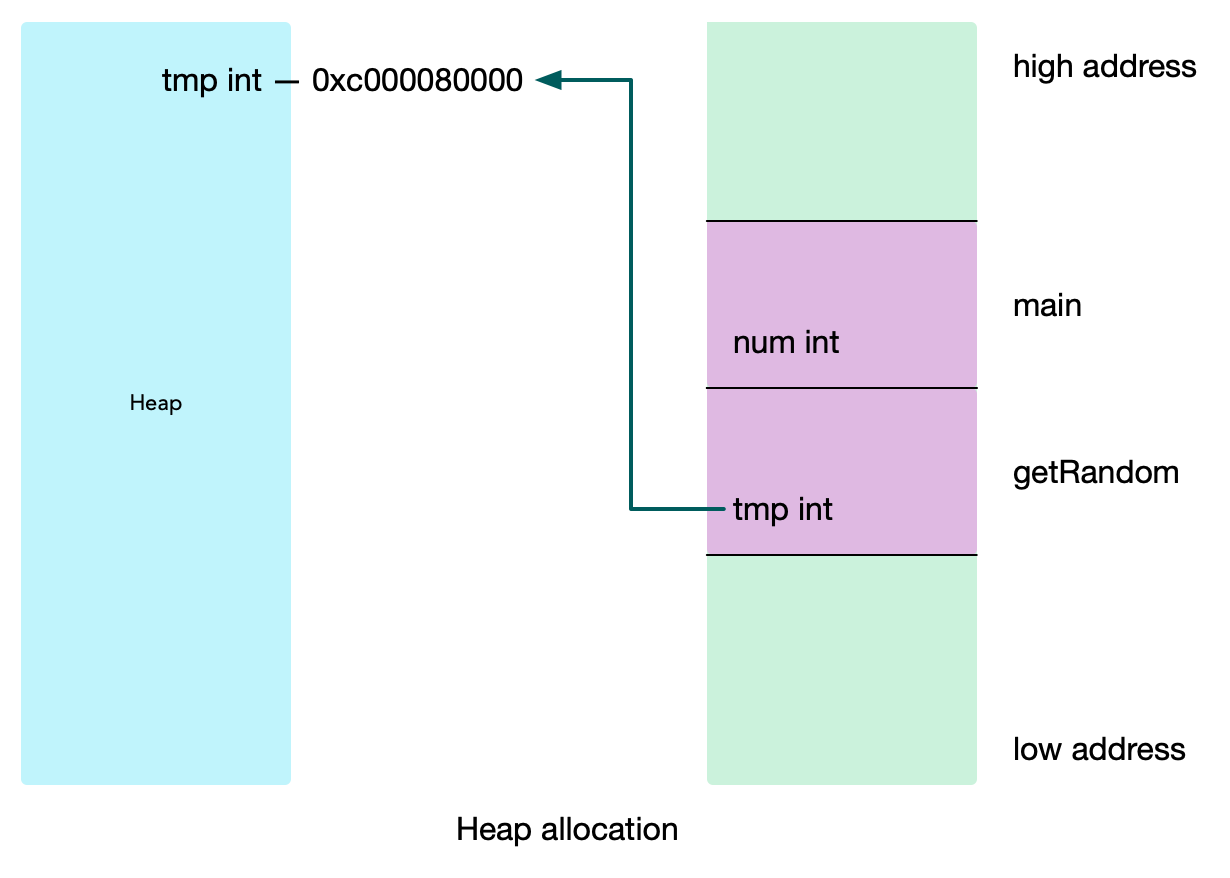 tmp int
0xc000080000
high address
main
num int
Heap
getRandom
tmp int
low address
Heap allocation